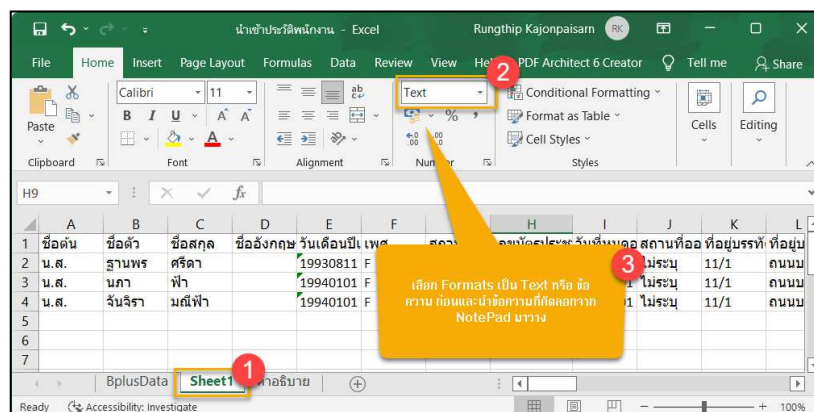 นำเข้าประวัติพนักงาน - Excel
Rungthip Kajonpaisarn RK
File Home Insert Page Layout Formulas Data Review View PDF Architect 6 Creator Tell me Share
2
Calibri 11 Text Conditional Formatting
Paste B I U A A % Format as Table Cells Editing
Cell Styles
Clipboard Font Alignment Number Styles
H9 fx
A B C D E F H I J K L
1 ชื่อต้น ชื่อตัว ชื่อสกุล ชื่ออังกฤษ วันเดือนปีเ เพศ สถานที่ออ ที่อยู่บรรทั ที่อยู่บ
2 น.ส. ฐานพร ศรีดา 19930811 F ไม่ระบุ 11/1 ถนนบ
3 น.ส. นภา ฟ้า 19940101 F ไม่ระบุ 11/1 ถนนบ
4 น.ส. จันจิรา มณีฟ้า 19940101 F ไม่ระบุ 11/1 ถนนบ
5
6
7
3
เลือก Formats เป็น Text หรือ ข้อ
ความ ก่อนและนำข้อความที่คัดลอกจาก
NotePad มาวาง
1
BplusData Sheet1 คำอธิบาย
Ready Accessibility: Investigate 100%